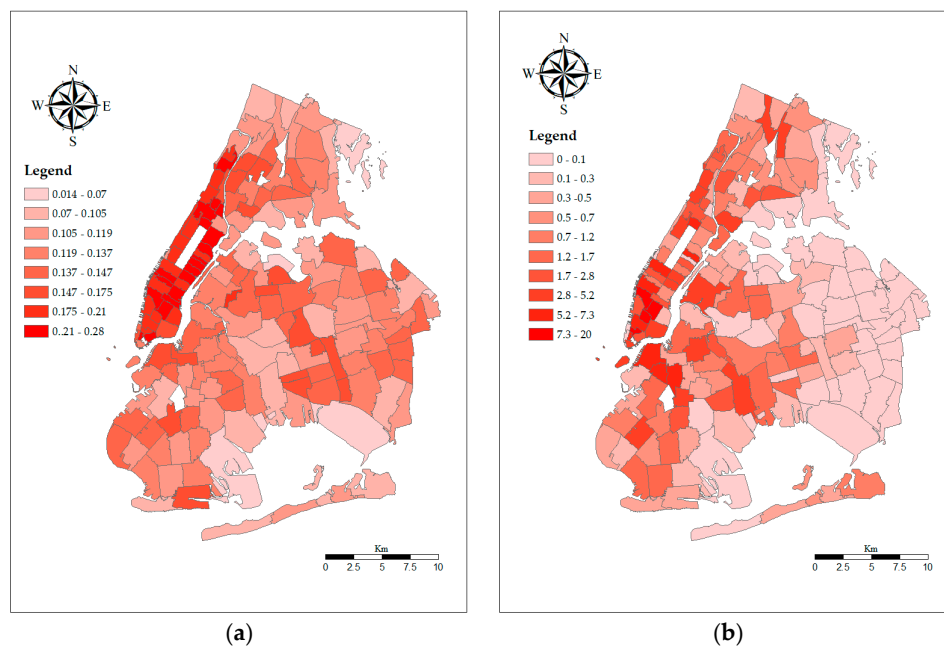 N
W E
S
Legend
0.014 - 0.07
0.07 - 0.105
0.105 - 0.119
0.119 - 0.137
0.137 - 0.147
0.147 - 0.175
0.175 - 0.21
0.21 - 0.28
Km
0 2.5 5 7.5 10
(a)
N
W E
S
Legend
0 - 0.1
0.1 - 0.3
0.3 -0.5
0.5 - 0.7
0.7 - 1.2
1.2 - 1.7
1.7 - 2.8
2.8 - 5.2
5.2 - 7.3
7.3 - 20
Km
0 2.5 5 7.5 10
(b)